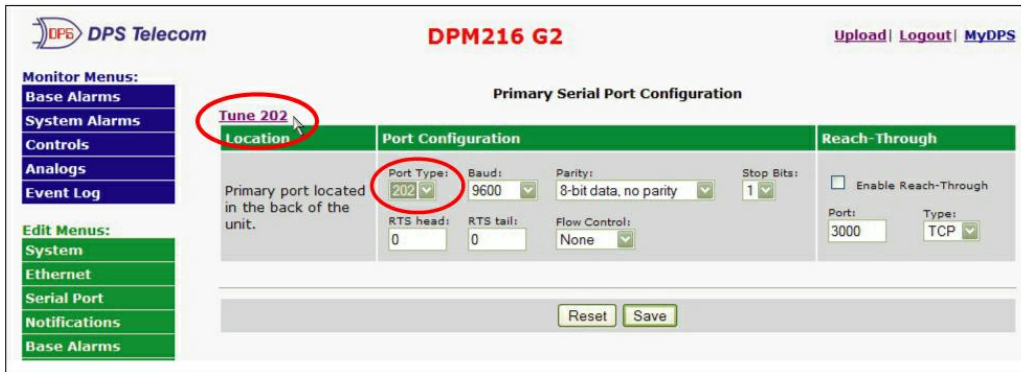 DPS DPS Telecom
DPM216 G2
Upload| Logout| MyDPS
Monitor Menus:
Base Alarms
System Alarms
Controls
Analogs
Event Log
Edit Menus:
System
Ethernet
Serial Port
Notifications
Base Alarms
Primary Serial Port Configuration
Tune 202
Location
Port Configuration
Reach-Through
Primary port located
in the back of the
unit.
Port Type: Baud: Parity: Stop Bits:
202 9600 8-bit data, no parity 1
RTS head: RTS tail: Flow Control:
0 0 None
Enable Reach-Through
Port: Type:
3000 TCP
Reset Save